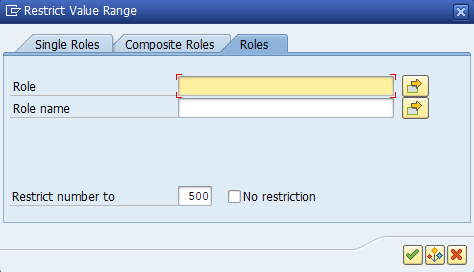 Restrict Value Range
Single Roles Composite Roles Roles
Role
Role name
Restrict number to 500 No restriction